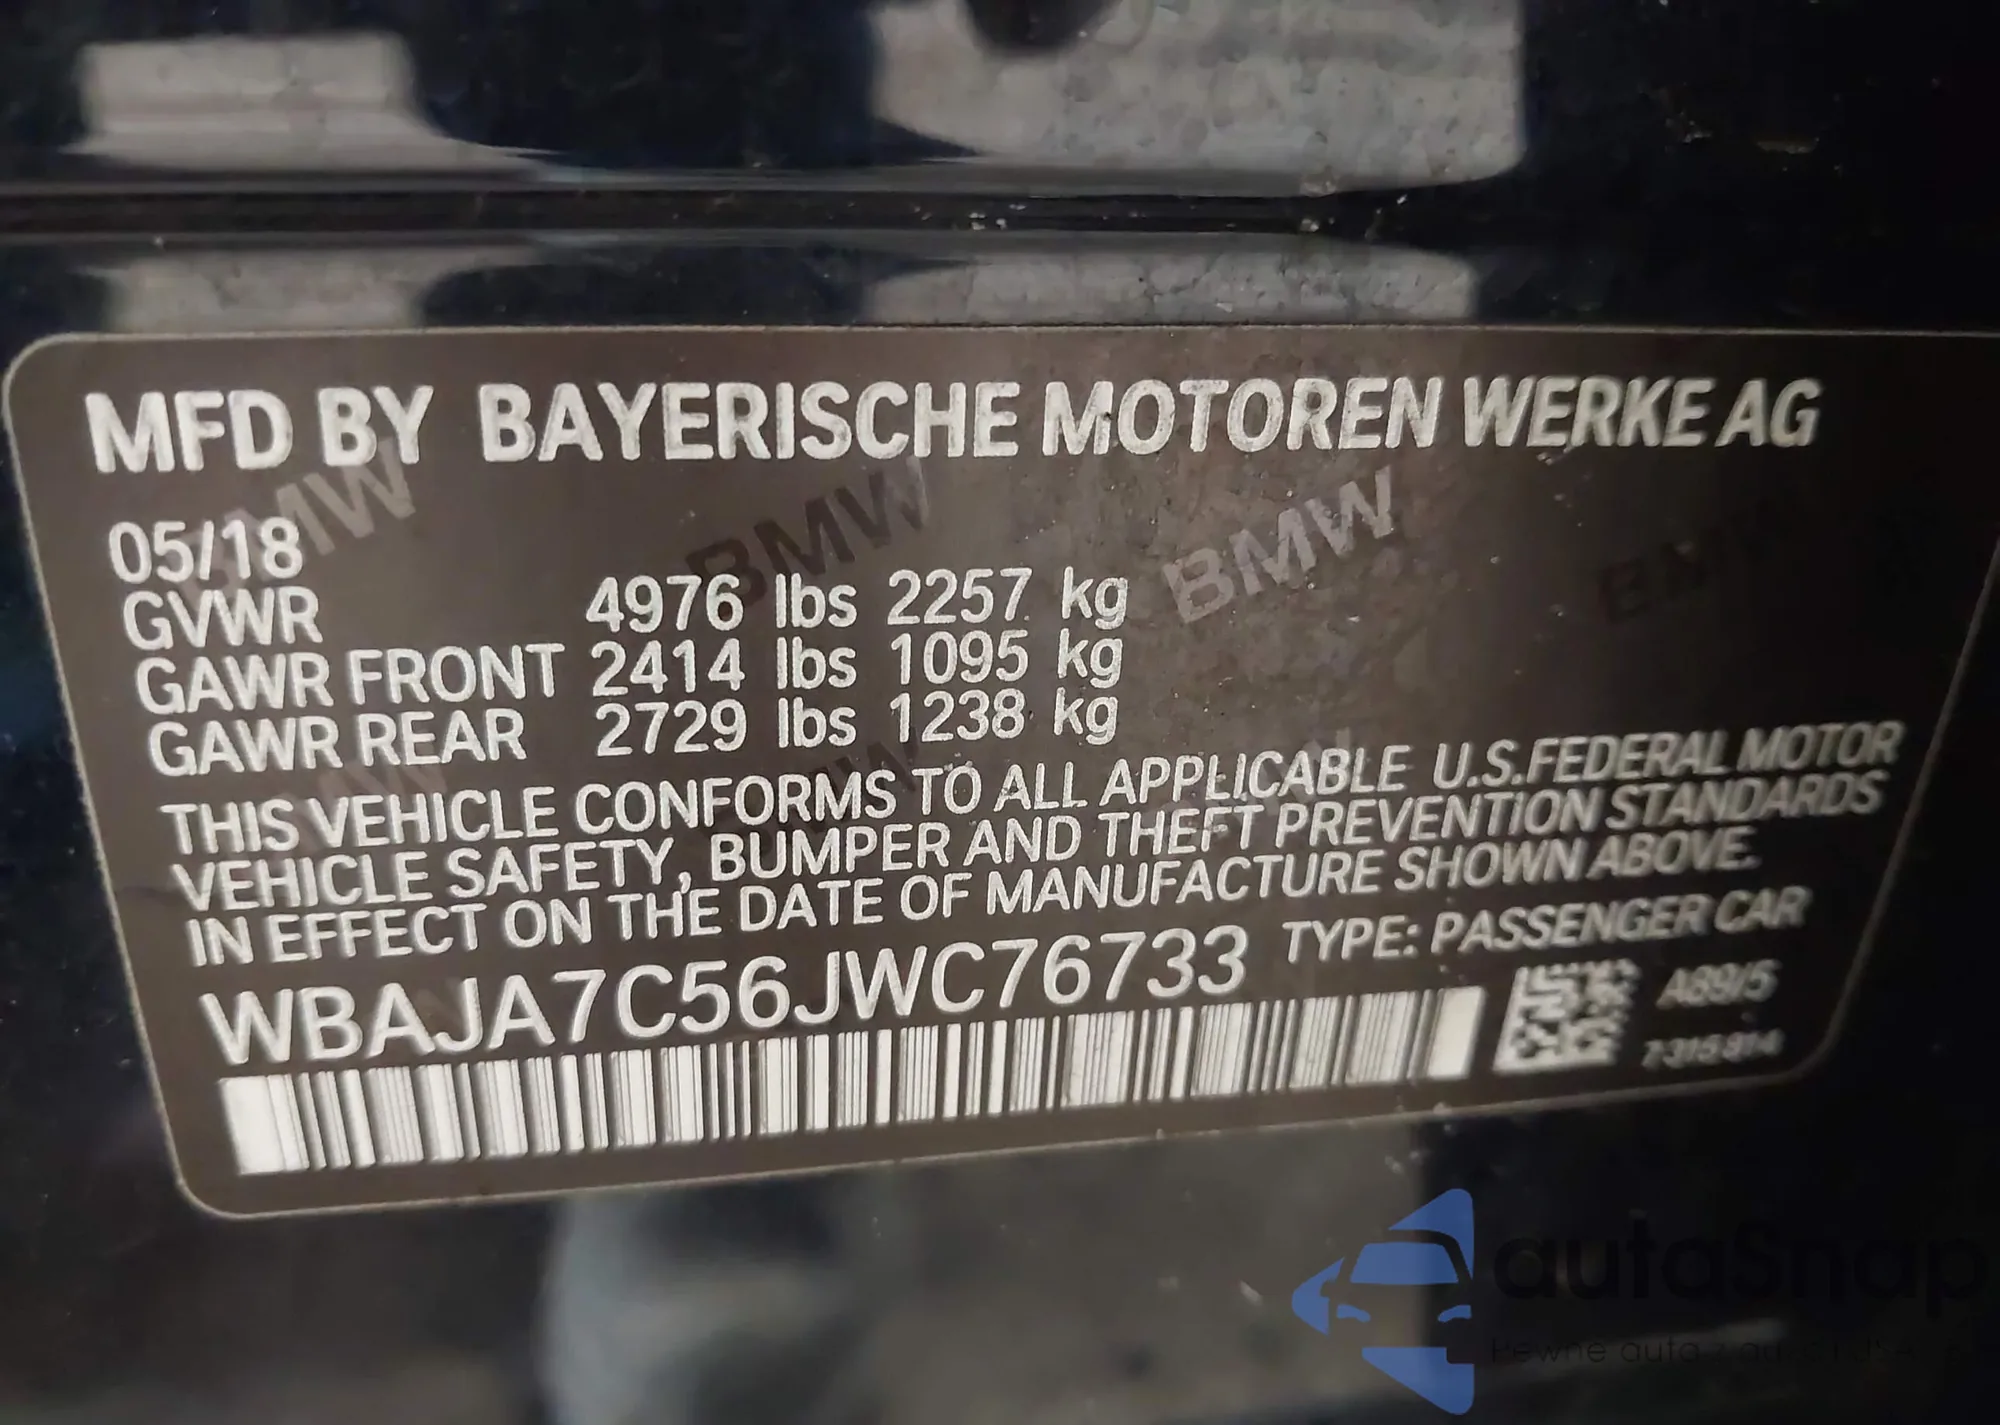 MFD BY BAYERISCHE MOTOREN WERKE AG
05/18
GVWR 4976 lbs 2257 kg
GAWR FRONT 2414 lbs 1095 kg
GAWR REAR 2729 lbs 1238 kg
THIS VEHICLE CONFORMS TO ALL APPLICABLE U.S.FEDERAL MOTOR
VEHICLE SAFETY, BUMPER AND THEFT PREVENTION STANDARDS
IN EFFECT ON THE DATE OF MANUFACTURE SHOWN ABOVE.
WBAJA7C56JWC76733 TYPE: PASSENGER CAR
A89/5
7315814
BMW BMW BMW
autoSnap
Pewne auto z